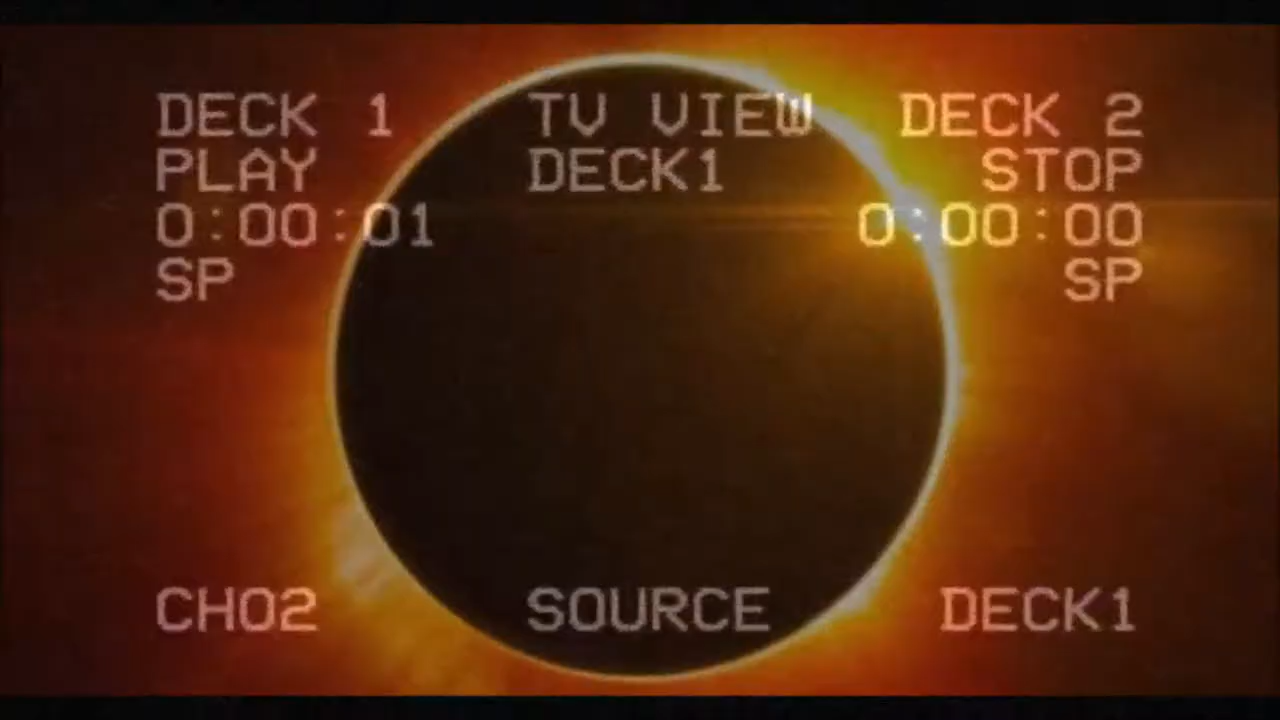 DECK 1 TV VIEW DECK 2
PLAY DECK1 STOP
0:00:01 0:00:00
SP SP
CH02 SOURCE DECK1